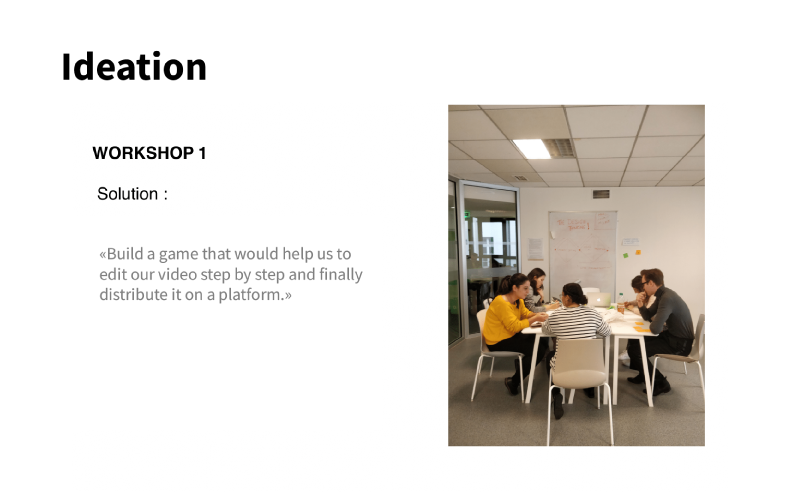 Ideation
WORKSHOP 1
Solution :
«Build a game that would help us to
edit our video step by step and finally
distribute it on a platform.»